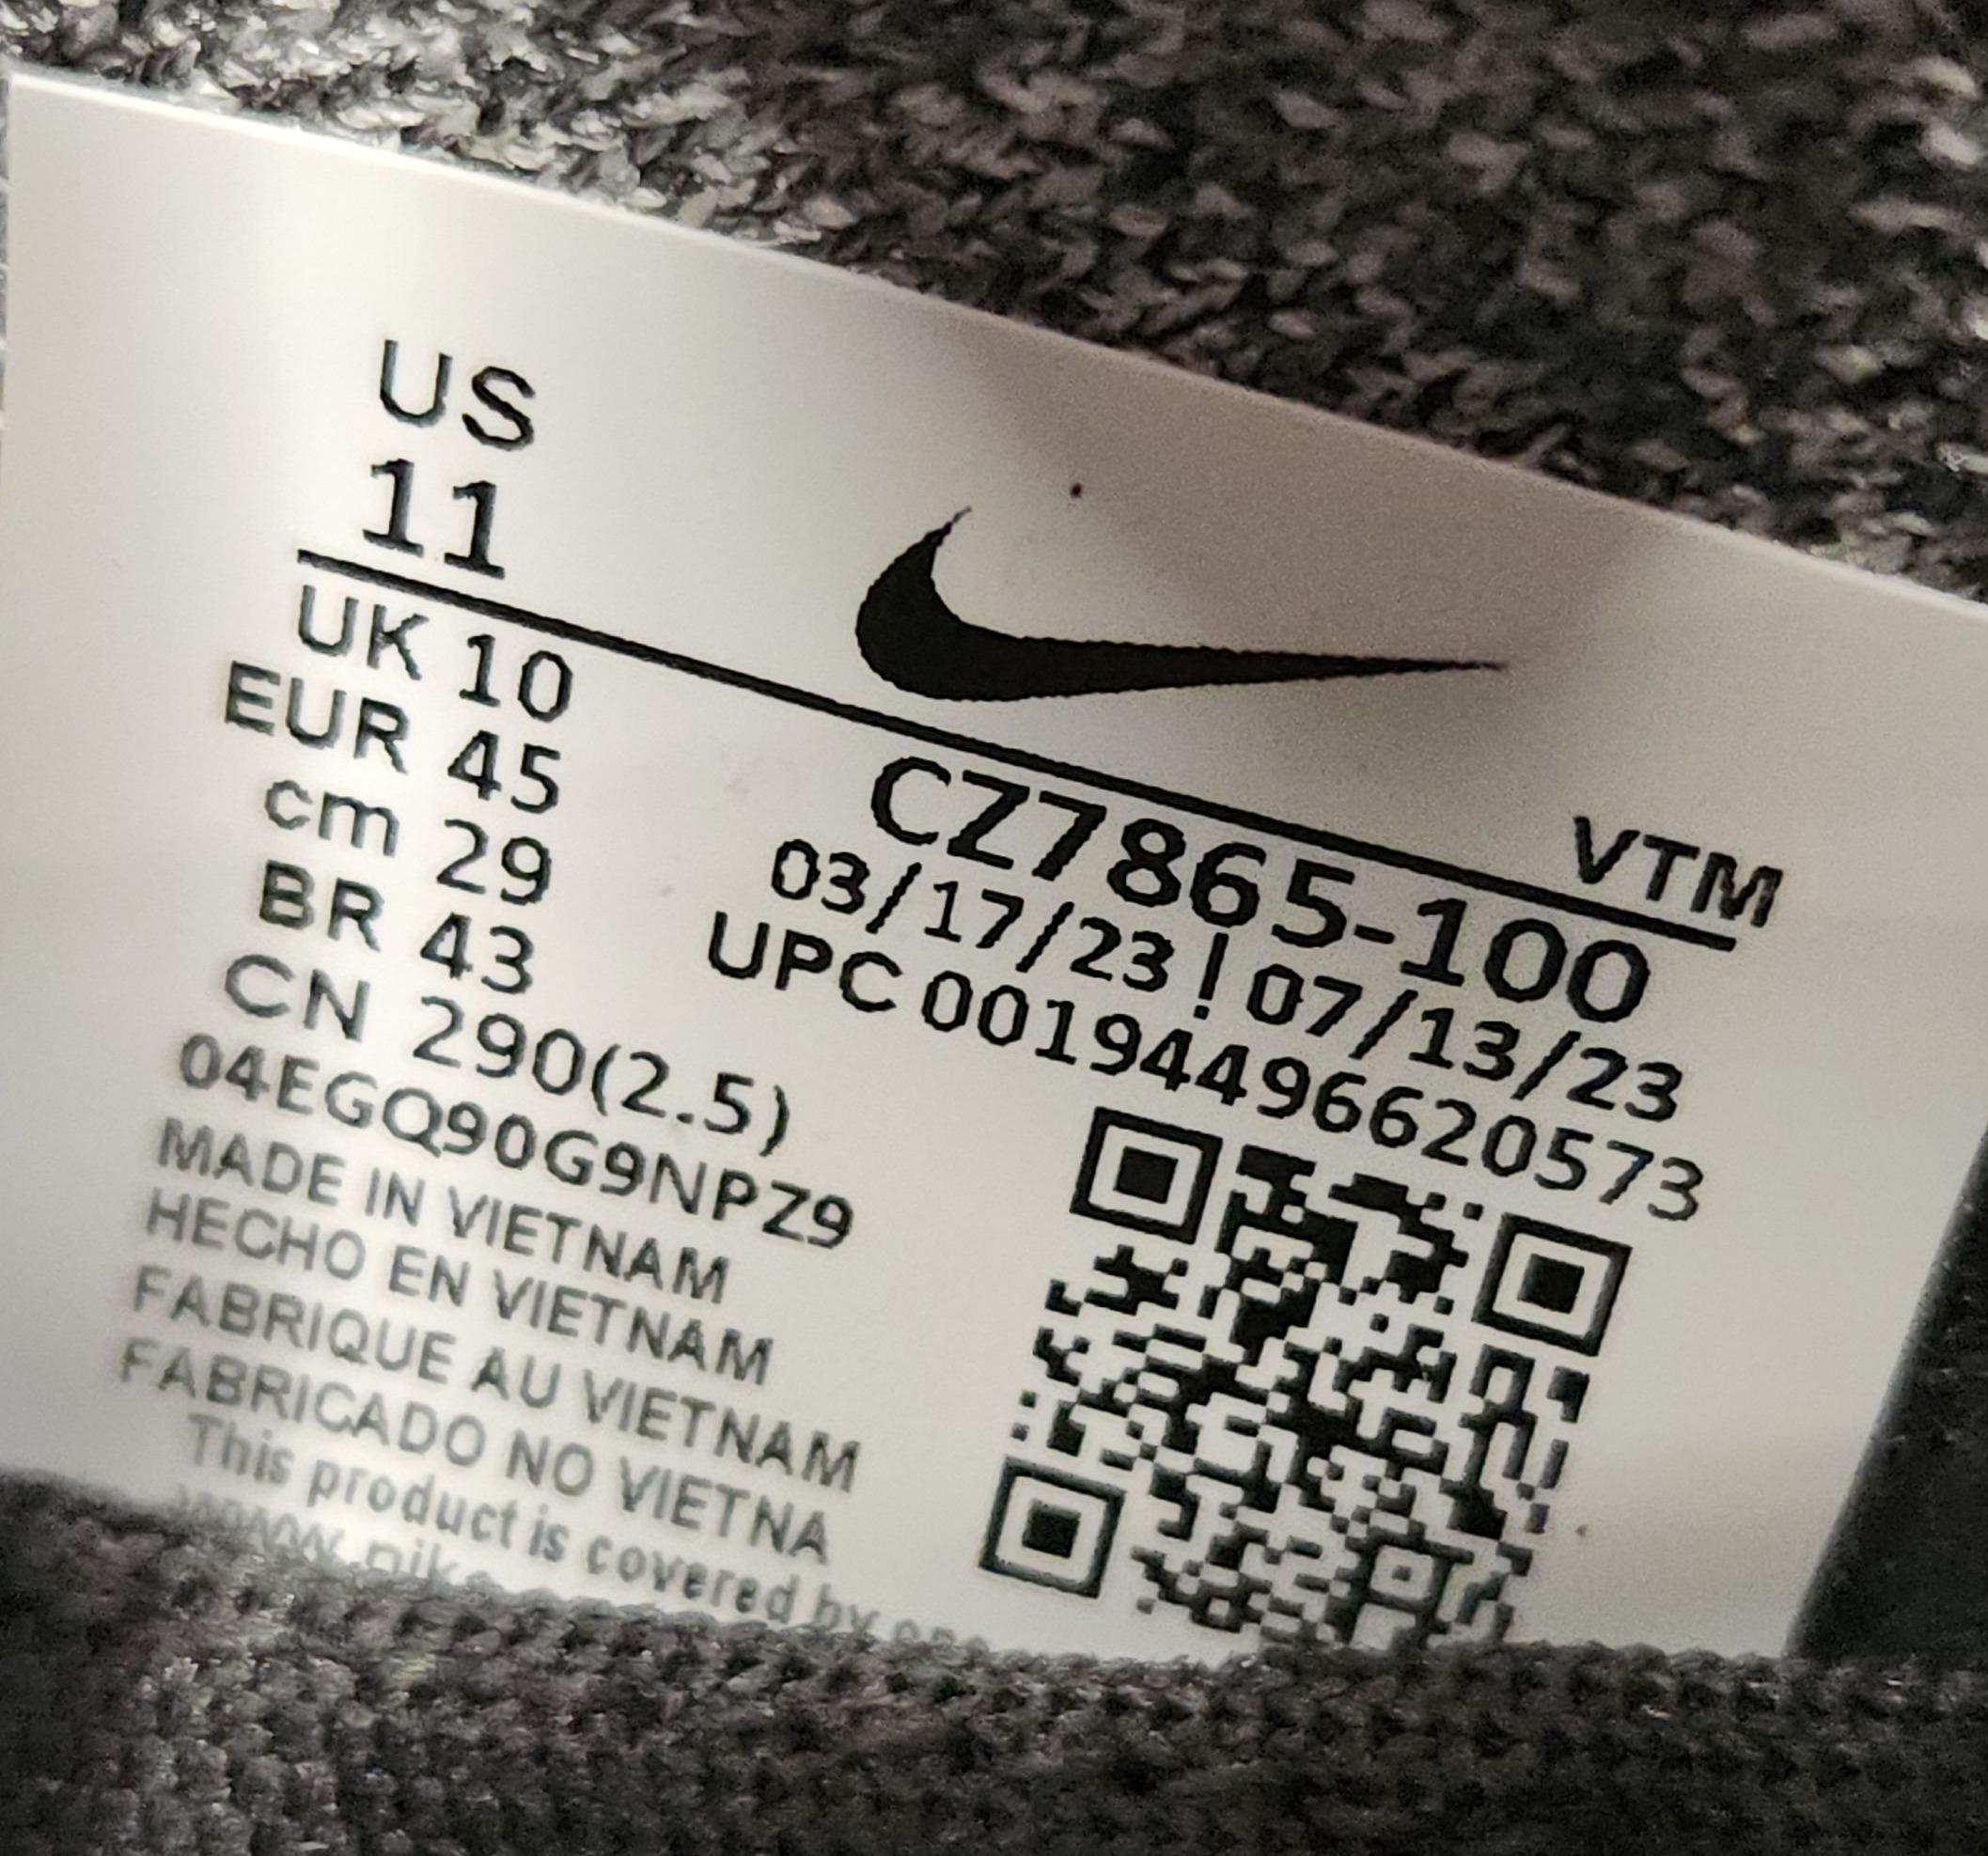 US
11
VTM
UK 10
EUR 45
cm 29
BR 43
CN 290(2.5)
04EGQ90G9NPZ9
MADE IN VIETNAM
HECHO EN VIETNAM
FABRIQUE AU VIETNAM
FABRICADO NO VIETNA
This product is covered by
CZ7865-100
03/17/23 ! 07/13/23
UPC 00194496620573